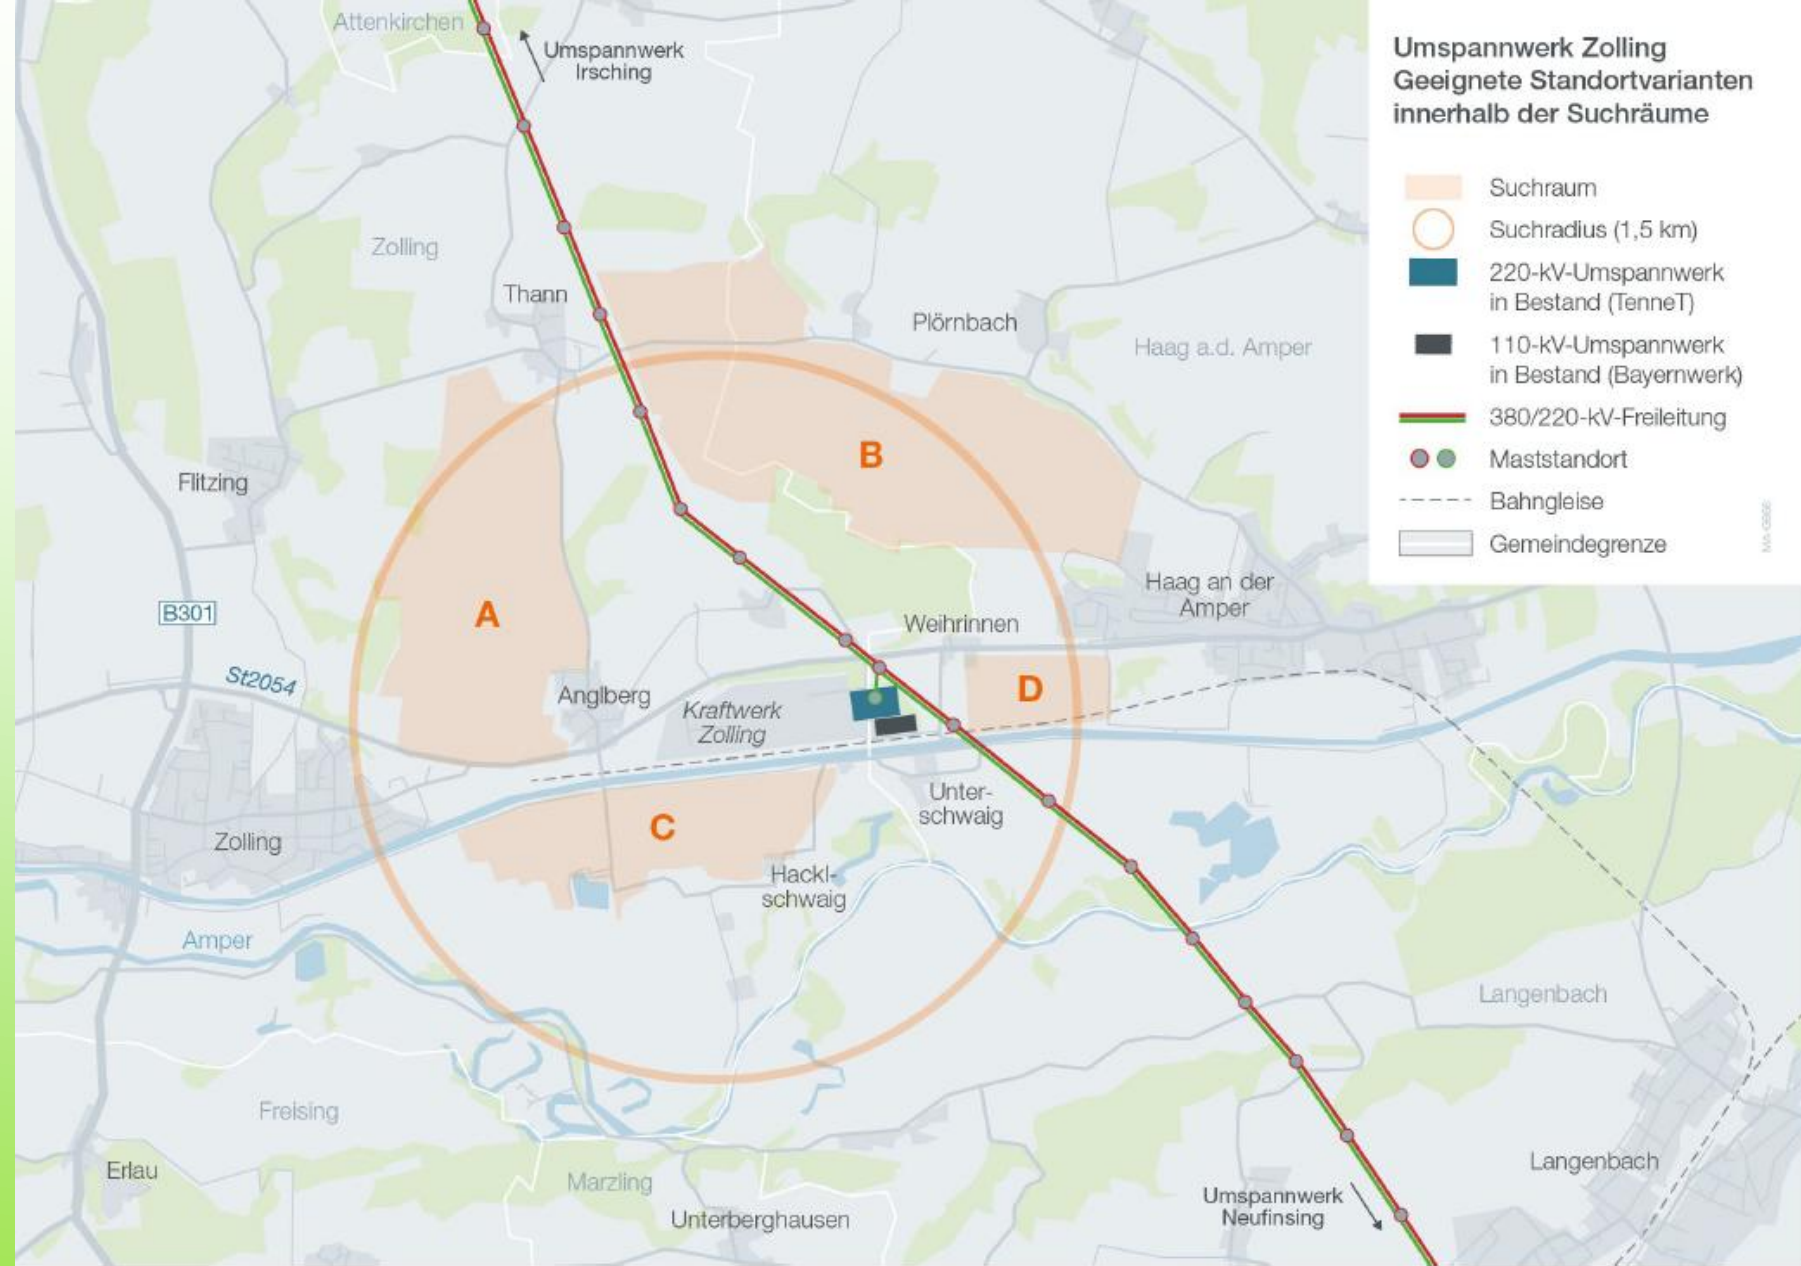 Attenkirchen
Umspannwerk
Irsching
Umspannwerk Zolling
Geeignete Standortvarianten
innerhalb der Suchräume
Suchraum
Suchradius (1,5 km)
220-kV-Umspannwerk
in Bestand (TenneT)
110-kV-Umspannwerk
in Bestand (Bayernwerk)
380/220-kV-Freileitung
Maststandort
Bahngleise
Gemeindegrenze
Zolling
Thann
Plörnbach
Haag a.d. Amper
B
Flitzing
Haag an der
Amper
B301
A
Weihrinnen
St2054
Anglberg
Kraftwerk
Zolling
D
Unter-
schwaig
C
Zolling
Hackl-
schwaig
Amper
Langenbach
Freising
Erlau
Marzling
Langenbach
Umspannwerk
Neufinsing
Unterberghausen